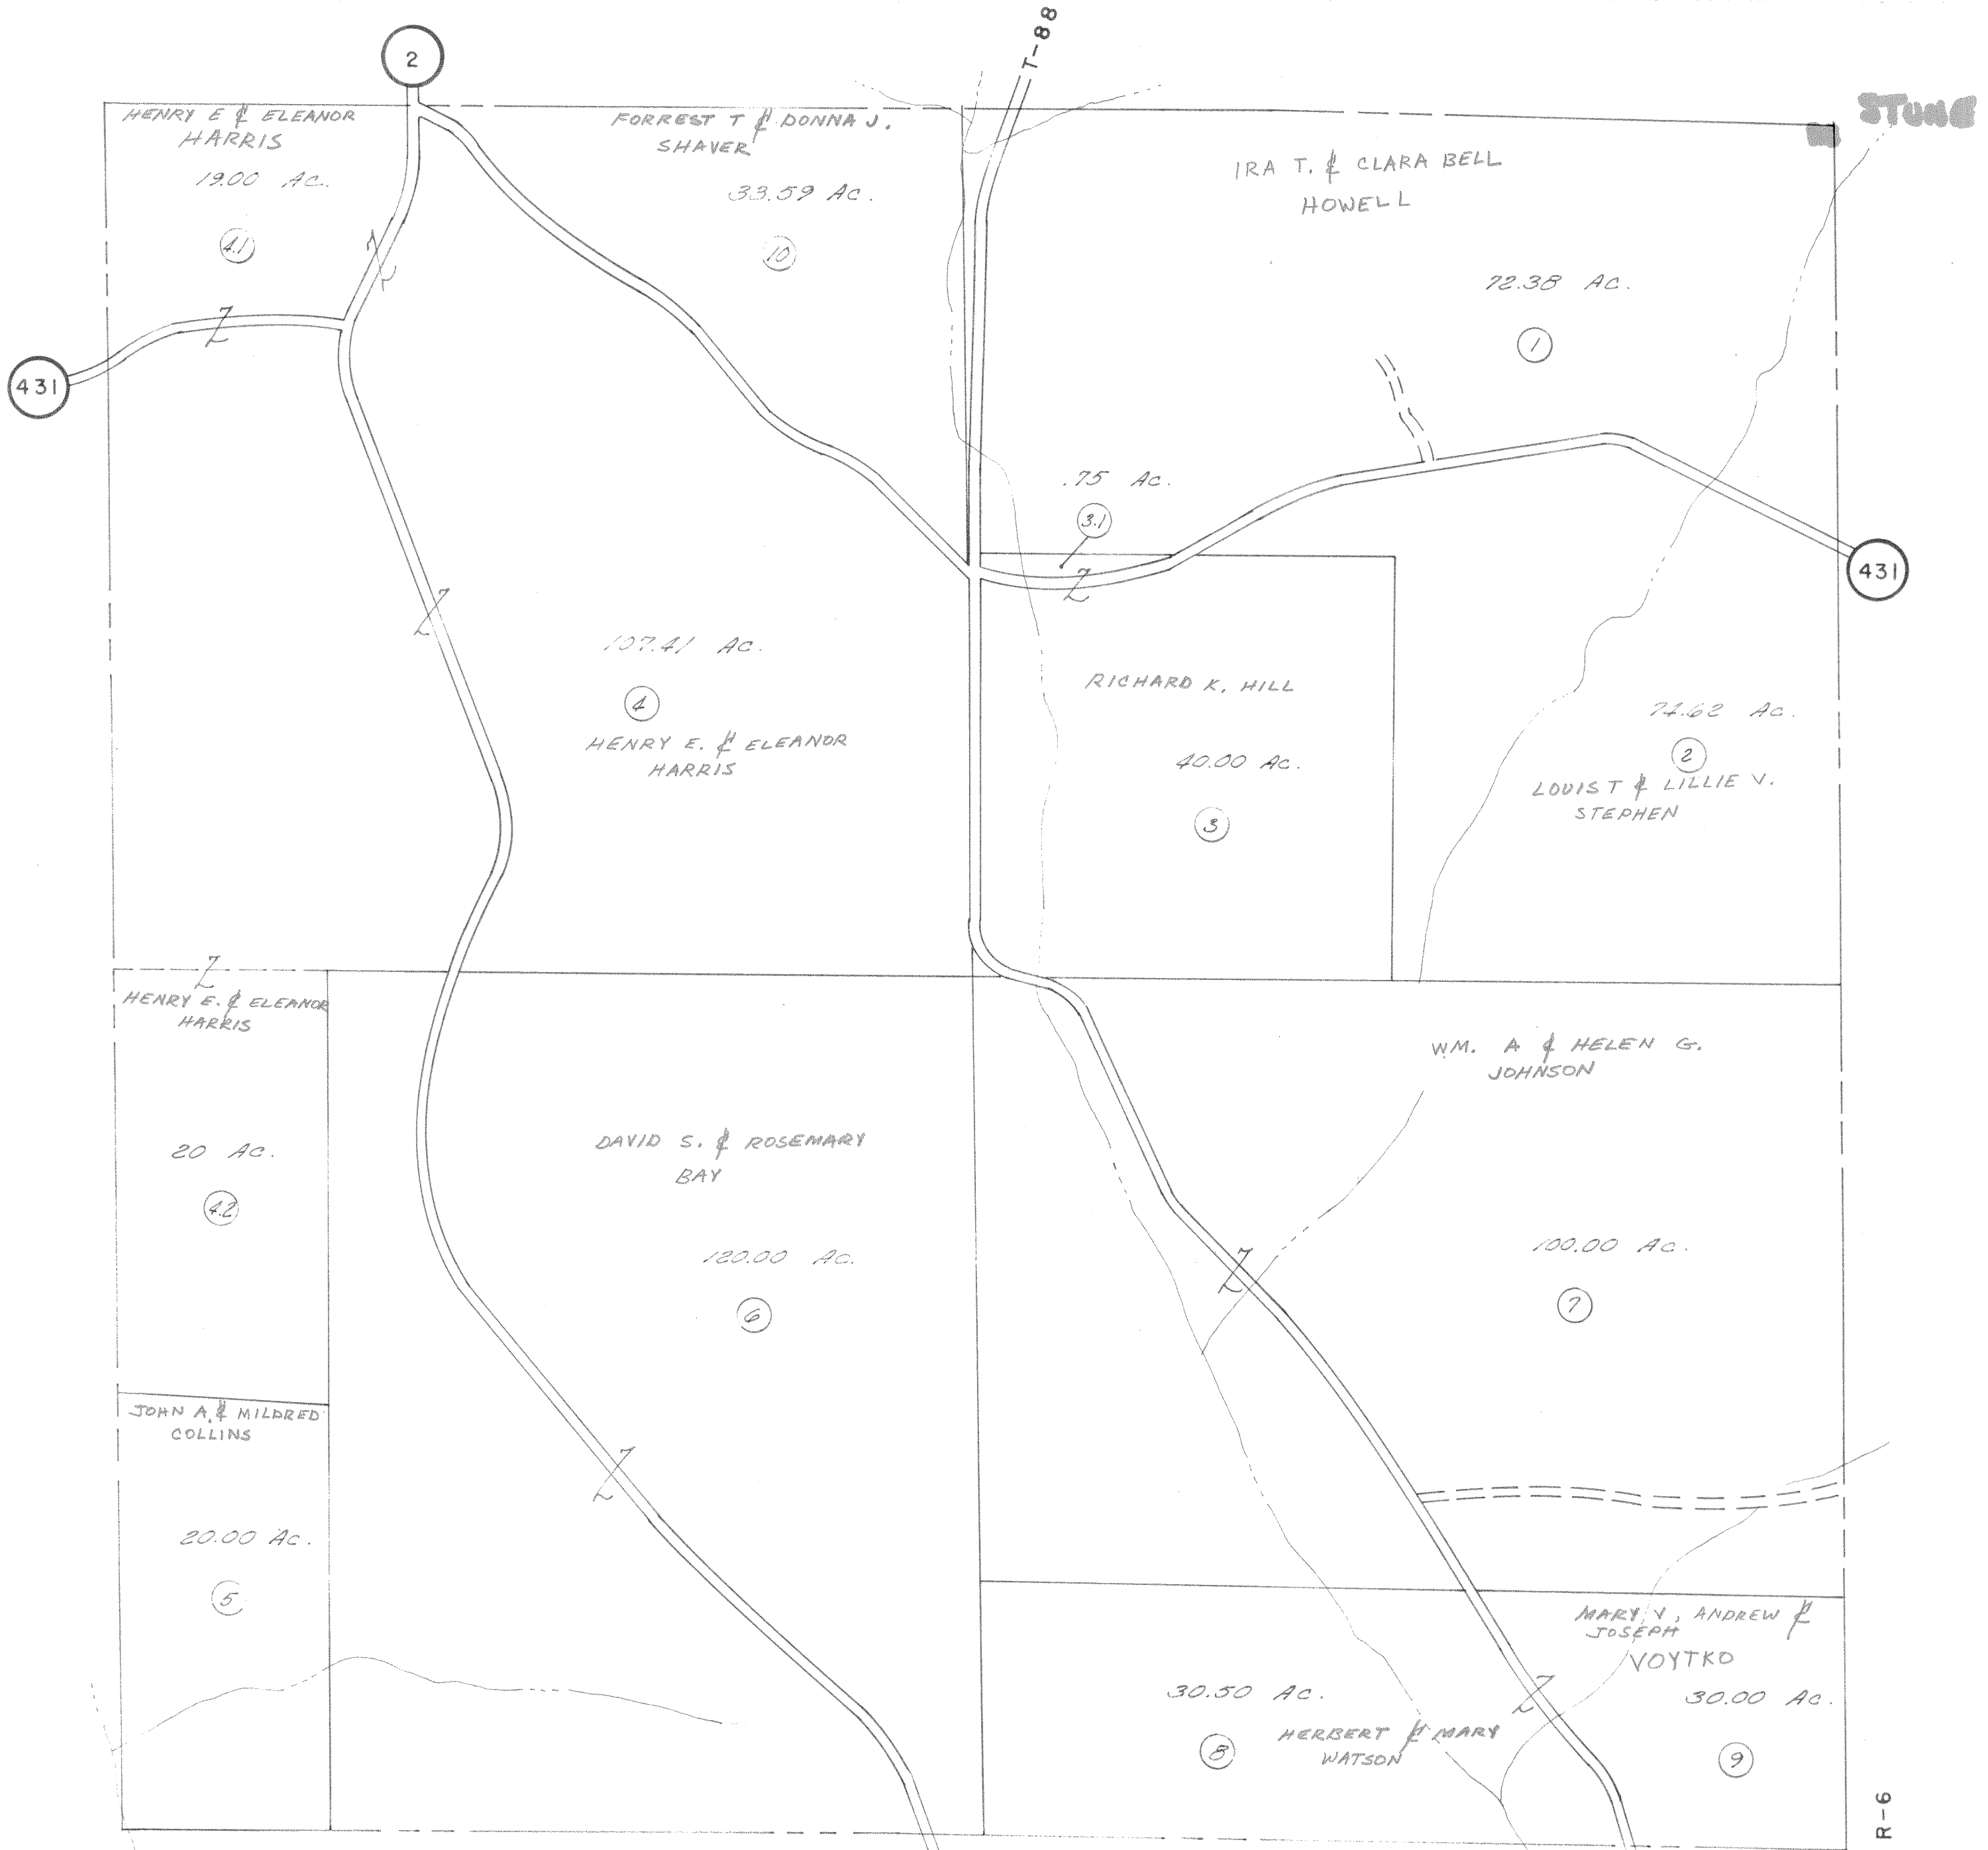 T-88
2
STONE
HENRY E & ELEANOR
HARRIS
19.00 AC.
4.1
FORREST T & DONNA J.
SHAVER
33.59 AC.
10
IRA T. & CLARA BELL
HOWELL
72.38 AC.
1
431
.75 AC.
3.1
431
107.41 AC.
4
HENRY E. & ELEANOR
HARRIS
RICHARD K. HILL
40.00 AC.
3
74.62 AC.
2
LOUIS T & LILLIE V.
STEPHEN
HENRY E. & ELEANOR
HARRIS
20 AC.
4.2
DAVID S. & ROSEMARY
BAY
120.00 AC.
6
WM. A & HELEN G.
JOHNSON
100.00 AC.
7
JOHN A. & MILDRED
COLLINS
20.00 AC.
5
30.50 AC.
8
HERBERT & MARY
WATSON
MARY V, ANDREW &
JOSEPH
VOYTKO
30.00 AC.
9
R-6